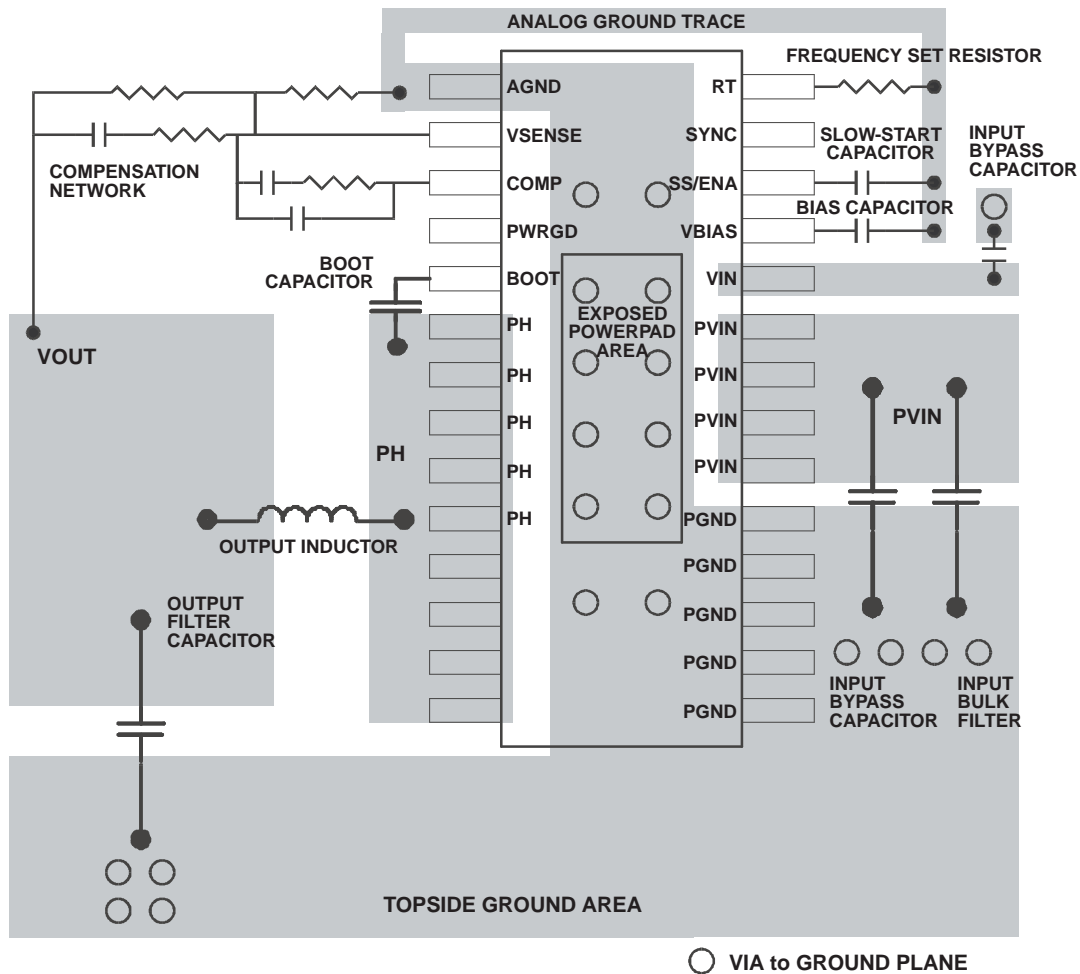 ANALOG GROUND TRACE
FREQUENCY SET RESISTOR
AGND
RT
VSENSE
SYNC
SLOW-START
CAPACITOR
INPUT
BYPASS
CAPACITOR
COMPENSATION
NETWORK
COMP
SS/ENA
BIAS CAPACITOR
PWRGD
VBIAS
BOOT
CAPACITOR
BOOT
VIN
EXPOSED
POWERPAD
AREA
PH
PVIN
VOUT
PH
PVIN
PH
PVIN
PVIN
PH
PH
PVIN
PH
PGND
OUTPUT INDUCTOR
PGND
OUTPUT
FILTER
CAPACITOR
PGND
PGND
PGND
INPUT
BYPASS
CAPACITOR
INPUT
BULK
FILTER
TOPSIDE GROUND AREA
VIA to GROUND PLANE